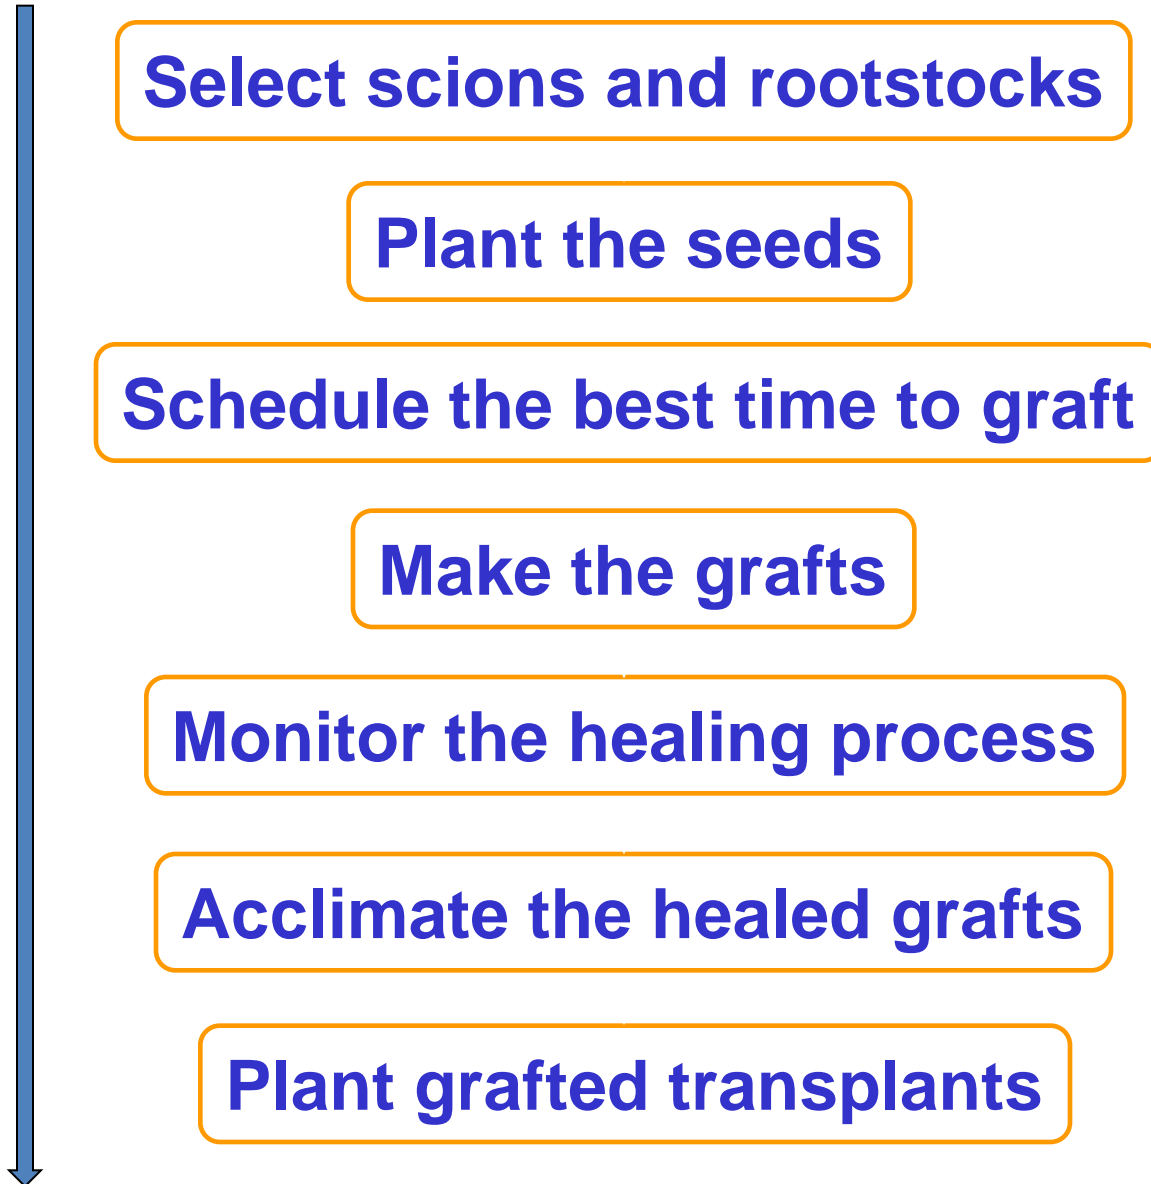 Select scions and rootstocks
Plant the seeds
Schedule the best time to graft
Make the grafts
Monitor the healing process
Acclimate the healed grafts
Plant grafted transplants